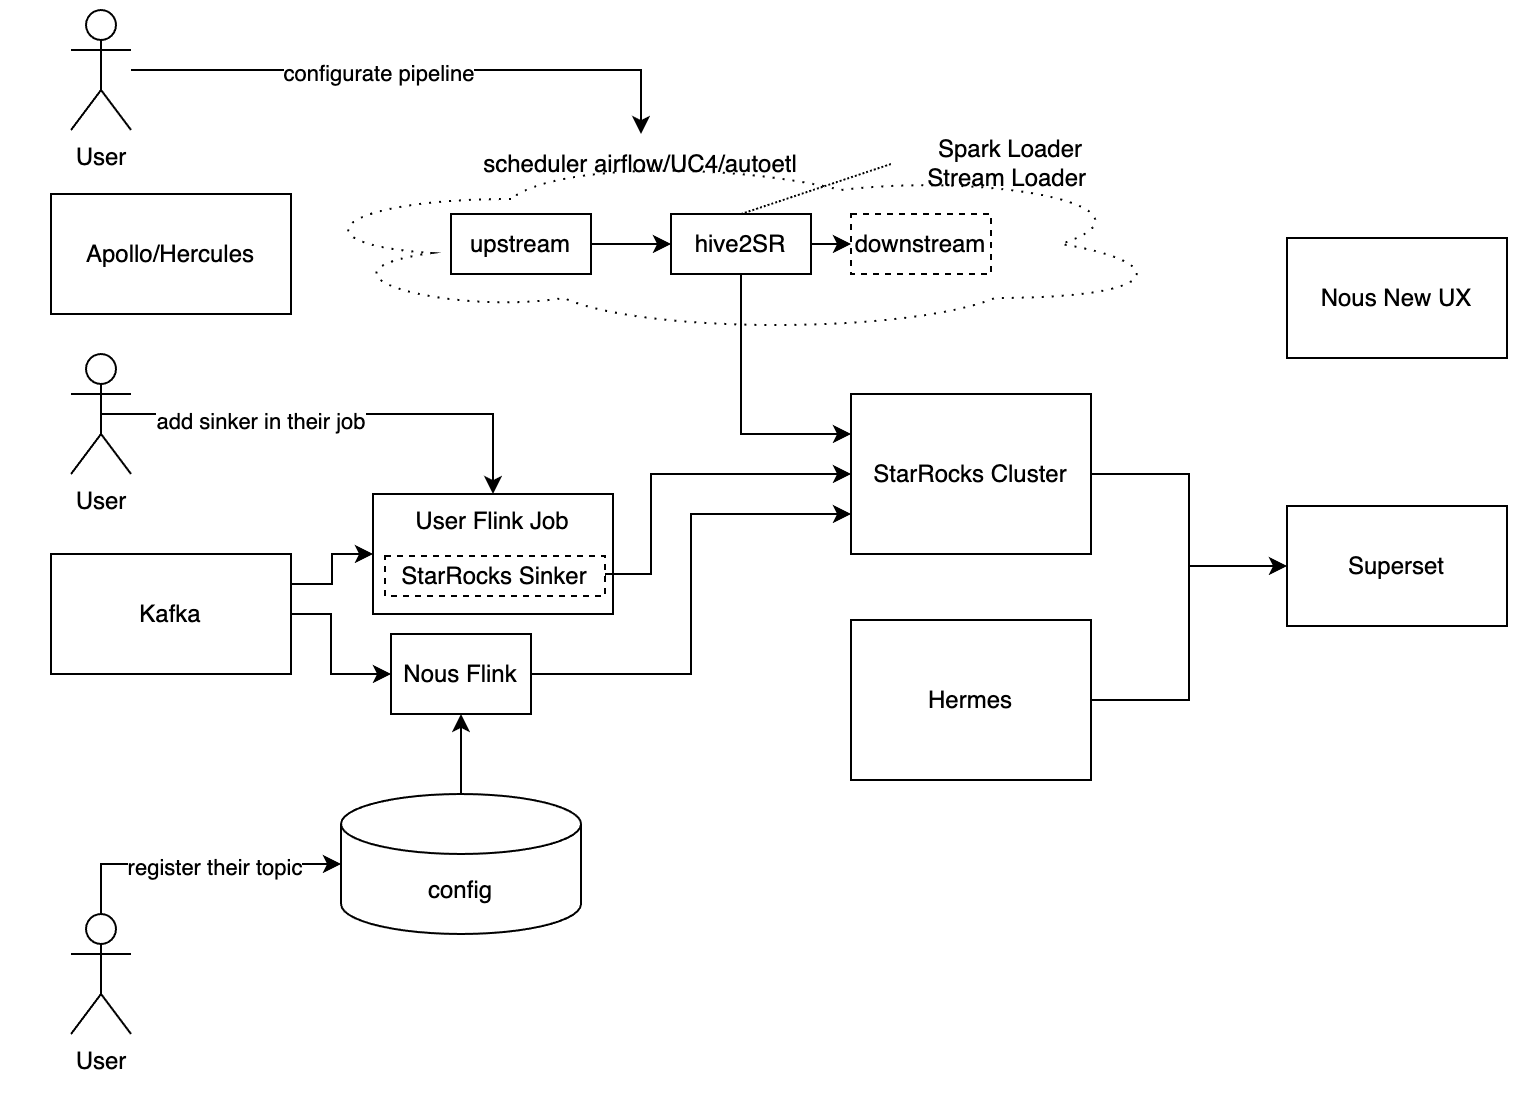 configurate pipeline
User
scheduler airflow/UC4/autoetl
Spark Loader
Stream Loader
Apollo/Hercules
upstream
hive2SR
downstream
Nous New UX
add sinker in their job
User
StarRocks Cluster
User Flink Job
StarRocks Sinker
Superset
Kafka
Nous Flink
Hermes
register their topic
config
User